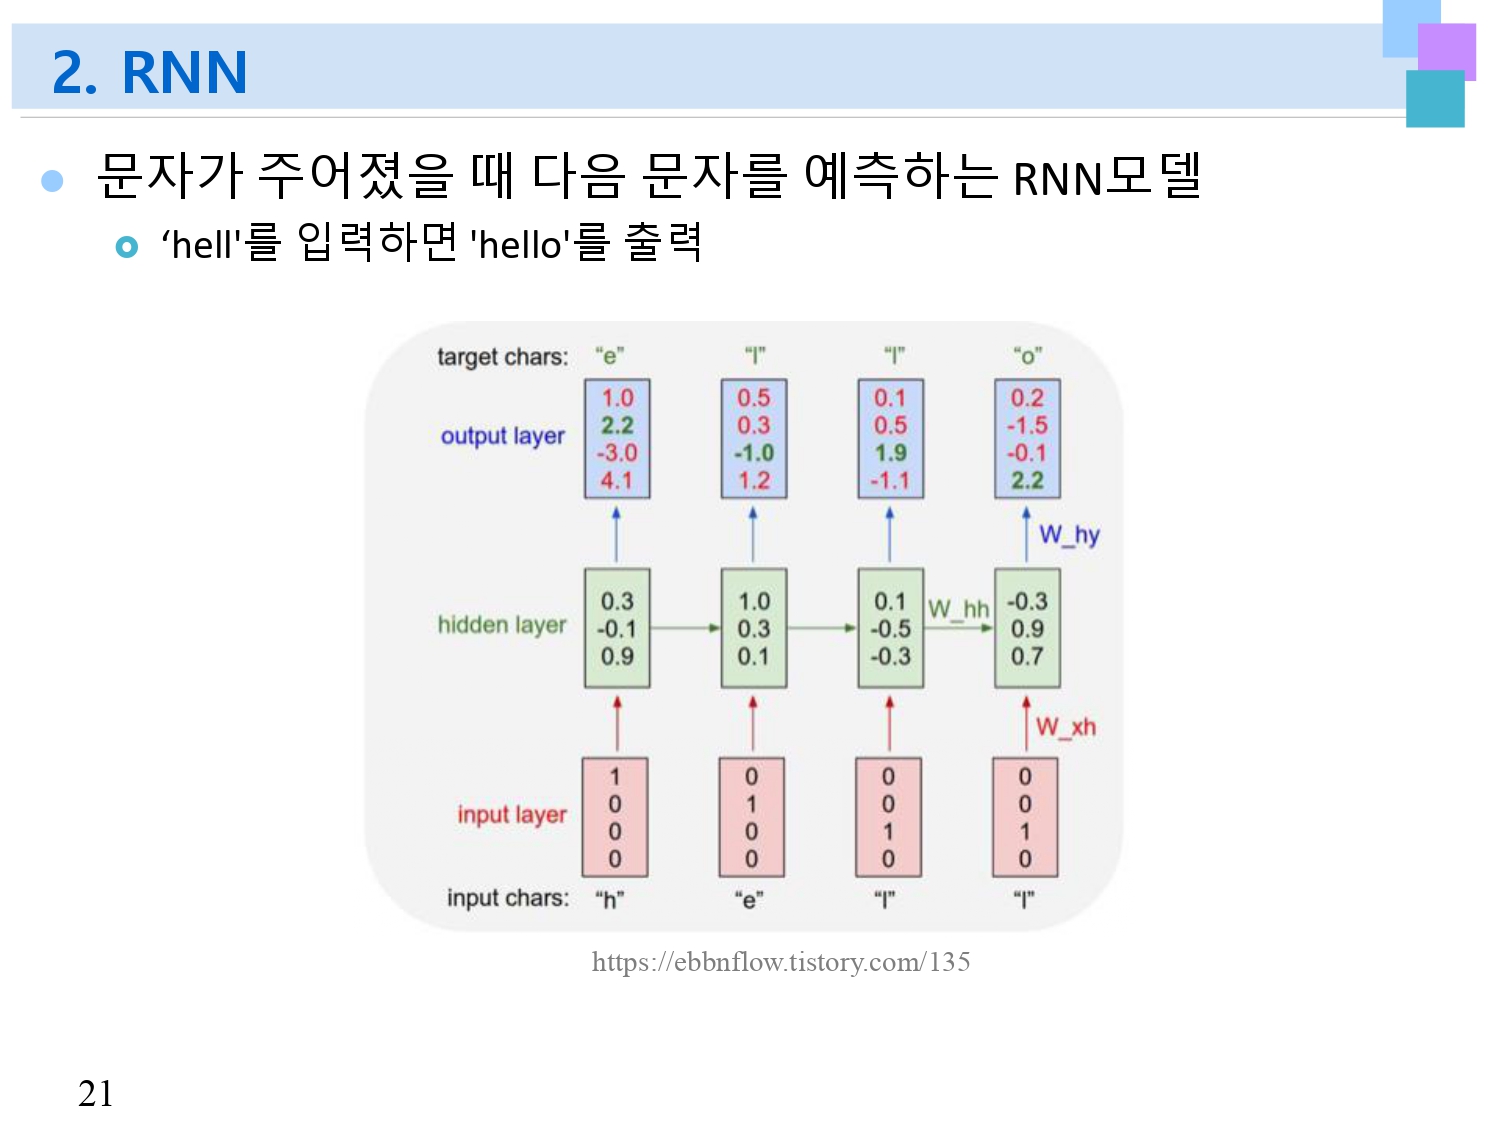 2. RNN
문자가 주어졌을 때 다음 문자를 예측하는 RNN모델
‘hell'를 입력하면 'hello'를 출력
target chars: “e” “l” “l” “o”
1.0 0.5 0.1 0.2
2.2 0.3 0.5 -1.5
output layer
-3.0 -1.0 1.9 -0.1
4.1 1.2 -1.1 2.2
W_hy
0.3 1.0 0.1 W_hh -0.3
hidden layer -0.1 0.3 -0.5 0.9
0.9 0.1 -0.3 0.7
W_xh
1 0 0 0
0 1 0 0
input layer
0 0 1 1
0 0 0 0
input chars: “h” “e” “l” “l”
https://ebbnflow.tistory.com/135
21